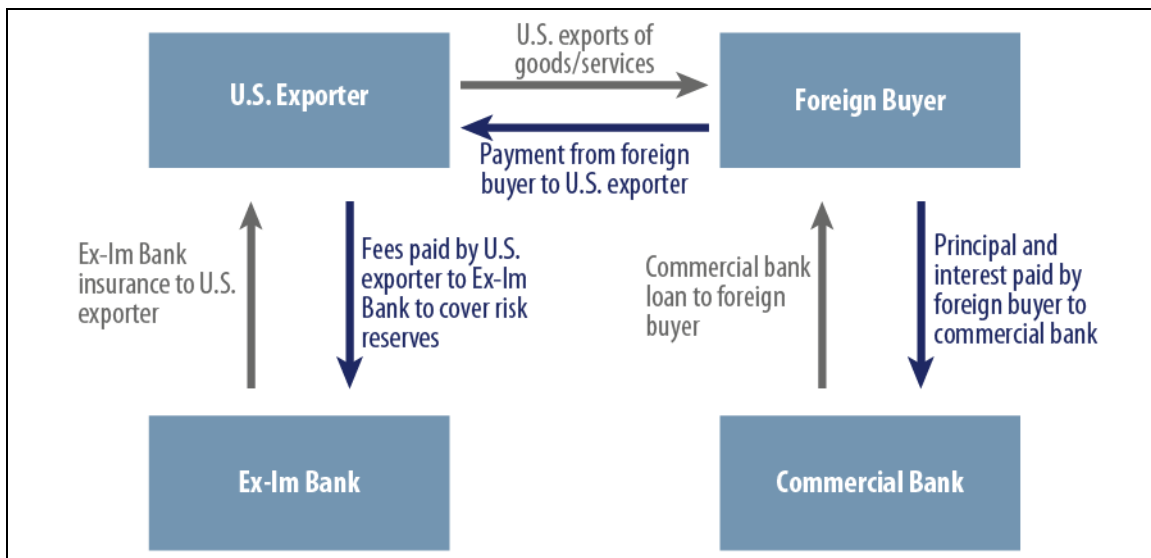 U.S. exports of
goods/services
U.S. Exporter
Foreign Buyer
Payment from foreign
buyer to U.S. exporter
Ex-Im Bank
insurance to U.S.
exporter
Fees paid by U.S.
exporter to Ex-Im
Bank to cover risk
reserves
Commercial bank
loan to foreign
buyer
Principal and
interest paid by
foreign buyer to
commercial bank
Ex-Im Bank
Commercial Bank